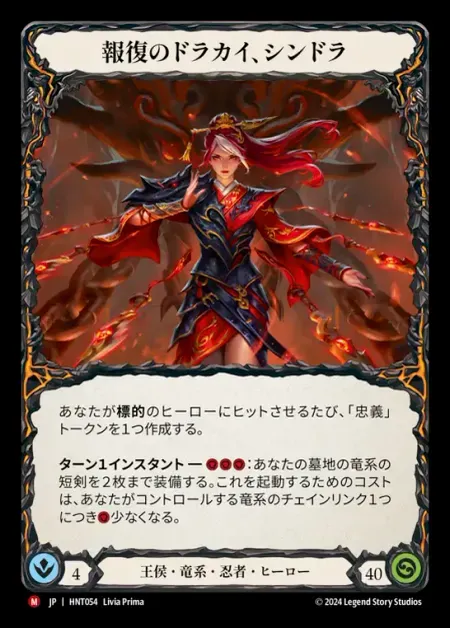 報復のドラカイ、シンドラ
あなたが標的のヒーローにヒットさせるたび、「忠義」
トークンを1つ作成する。
ターン1インスタント ― :あなたの墓地の竜系の
短剣を2枚まで装備する。これを起動するためのコスト
は、あなたがコントロールする竜系のチェインリンク1つ
につき 少なくなる。
4
王侯・竜系・忍者・ヒーロー
40
M JP | HNT054 Livia Prima
© 2024 Legend Story Studios